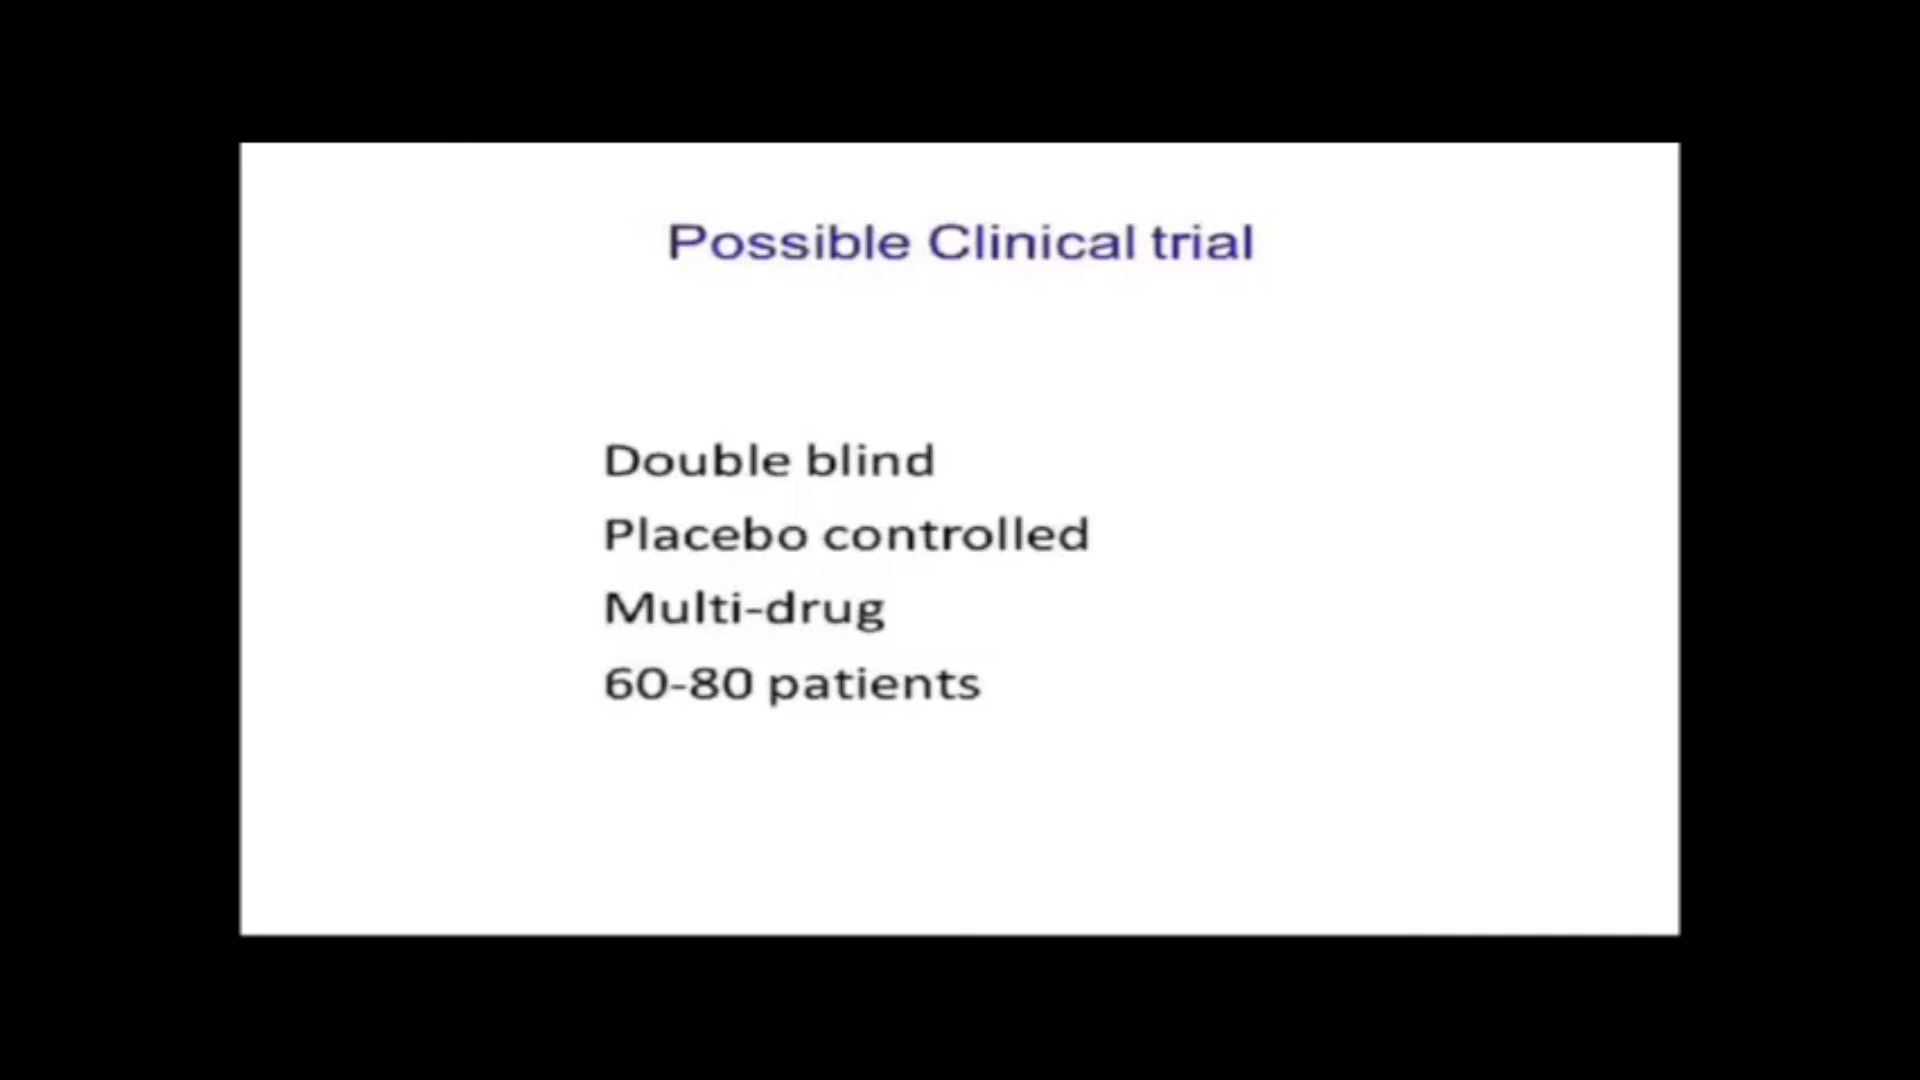 Possible Clinical trial
Double blind
Placebo controlled
Multi-drug
60-80 patients